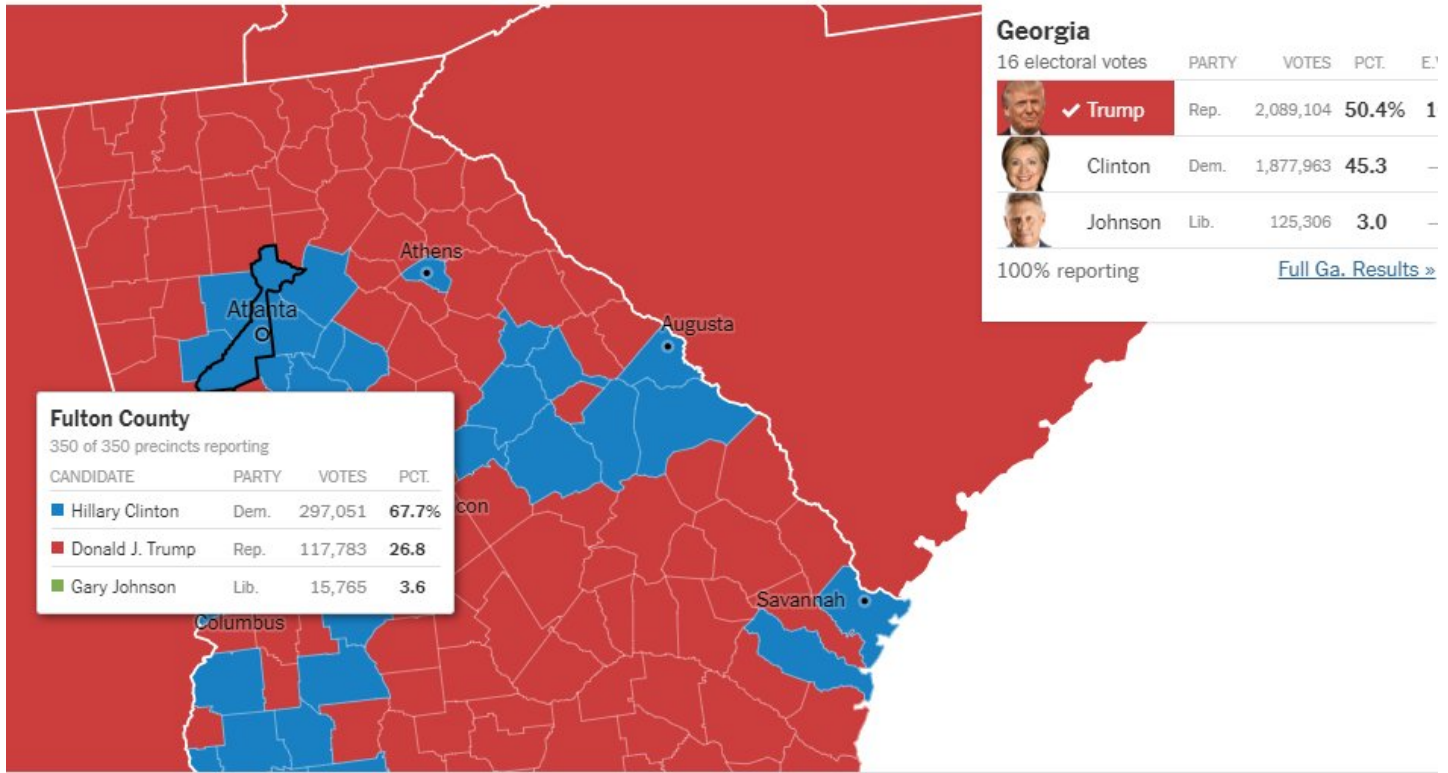 Georgia
16 electoral votes PARTY VOTES PCT.
Trump Rep. 2,089,104 50.4%
Clinton Dem. 1,877,963 45.3 —
Johnson Lib. 125,306 3.0 —
100% reporting Full Ga. Results »
Athens
Atlanta
Augusta
Fulton County
350 of 350 precincts reporting
CANDIDATE PARTY VOTES PCT.
Hillary Clinton Dem. 297,051 67.7%
Donald J. Trump Rep. 117,783 26.8
Gary Johnson Lib. 15,765 3.6
con
Savannah
Columbus